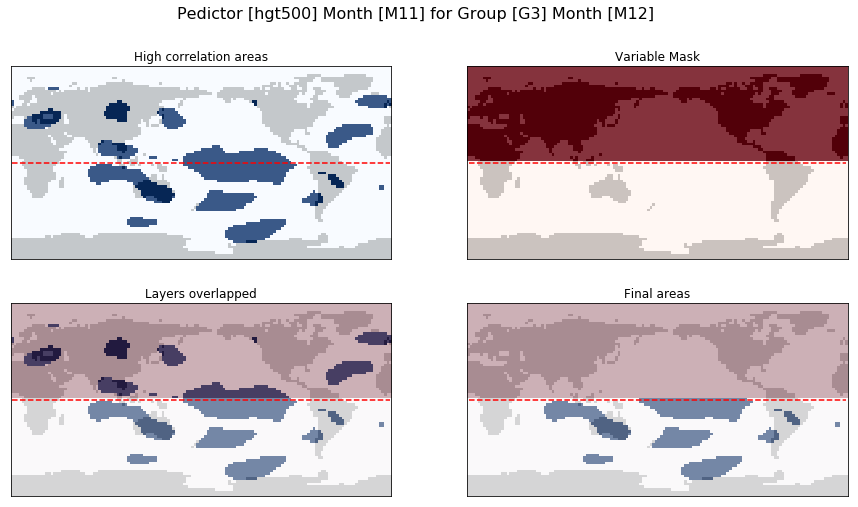 Pedictor [hgt500] Month [M11] for Group [G3] Month [M12]
High correlation areas
Variable Mask
Layers overlapped
Final areas